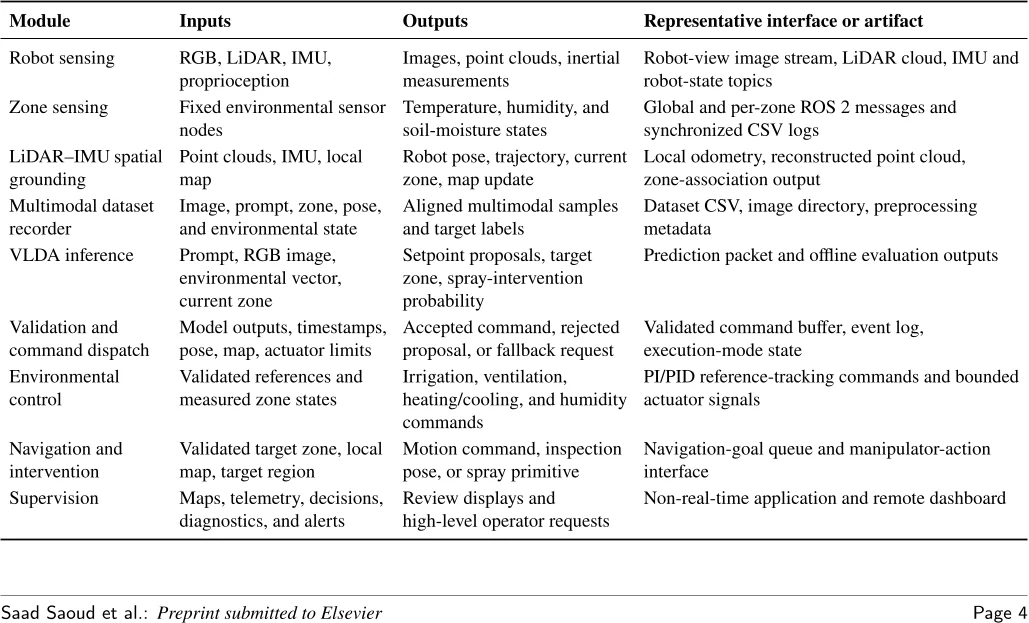 Module Inputs Outputs Representative interface or artifact
Robot sensing RGB, LiDAR, IMU, Images, point clouds, inertial Robot-view image stream, LiDAR cloud, IMU and
proprioception measurements robot-state topics
Zone sensing Fixed environmental sensor Temperature, humidity, and Global and per-zone ROS 2 messages and
nodes soil-moisture states synchronized CSV logs
LiDAR–IMU spatial Point clouds, IMU, local Robot pose, trajectory, current Local odometry, reconstructed point cloud,
grounding map zone, map update zone-association output
Multimodal dataset Image, prompt, zone, pose, Aligned multimodal samples Dataset CSV, image directory, preprocessing
recorder and environmental state and target labels metadata
VLDA inference Prompt, RGB image, Setpoint proposals, target Prediction packet and offline evaluation outputs
environmental vector, zone, spray-intervention
current zone probability
Validation and Model outputs, timestamps, Accepted command, rejected Validated command buffer, event log,
command dispatch pose, map, actuator limits proposal, or fallback request execution-mode state
Environmental Validated references and Irrigation, ventilation, PI/PID reference-tracking commands and bounded
control measured zone states heating/cooling, and humidity actuator signals
commands
Navigation and Validated target zone, local Motion command, inspection Navigation-goal queue and manipulator-action
intervention map, target region pose, or spray primitive interface
Supervision Maps, telemetry, decisions, Review displays and Non-real-time application and remote dashboard
diagnostics, and alerts high-level operator requests
Saad Saoud et al.: Preprint submitted to Elsevier Page 4